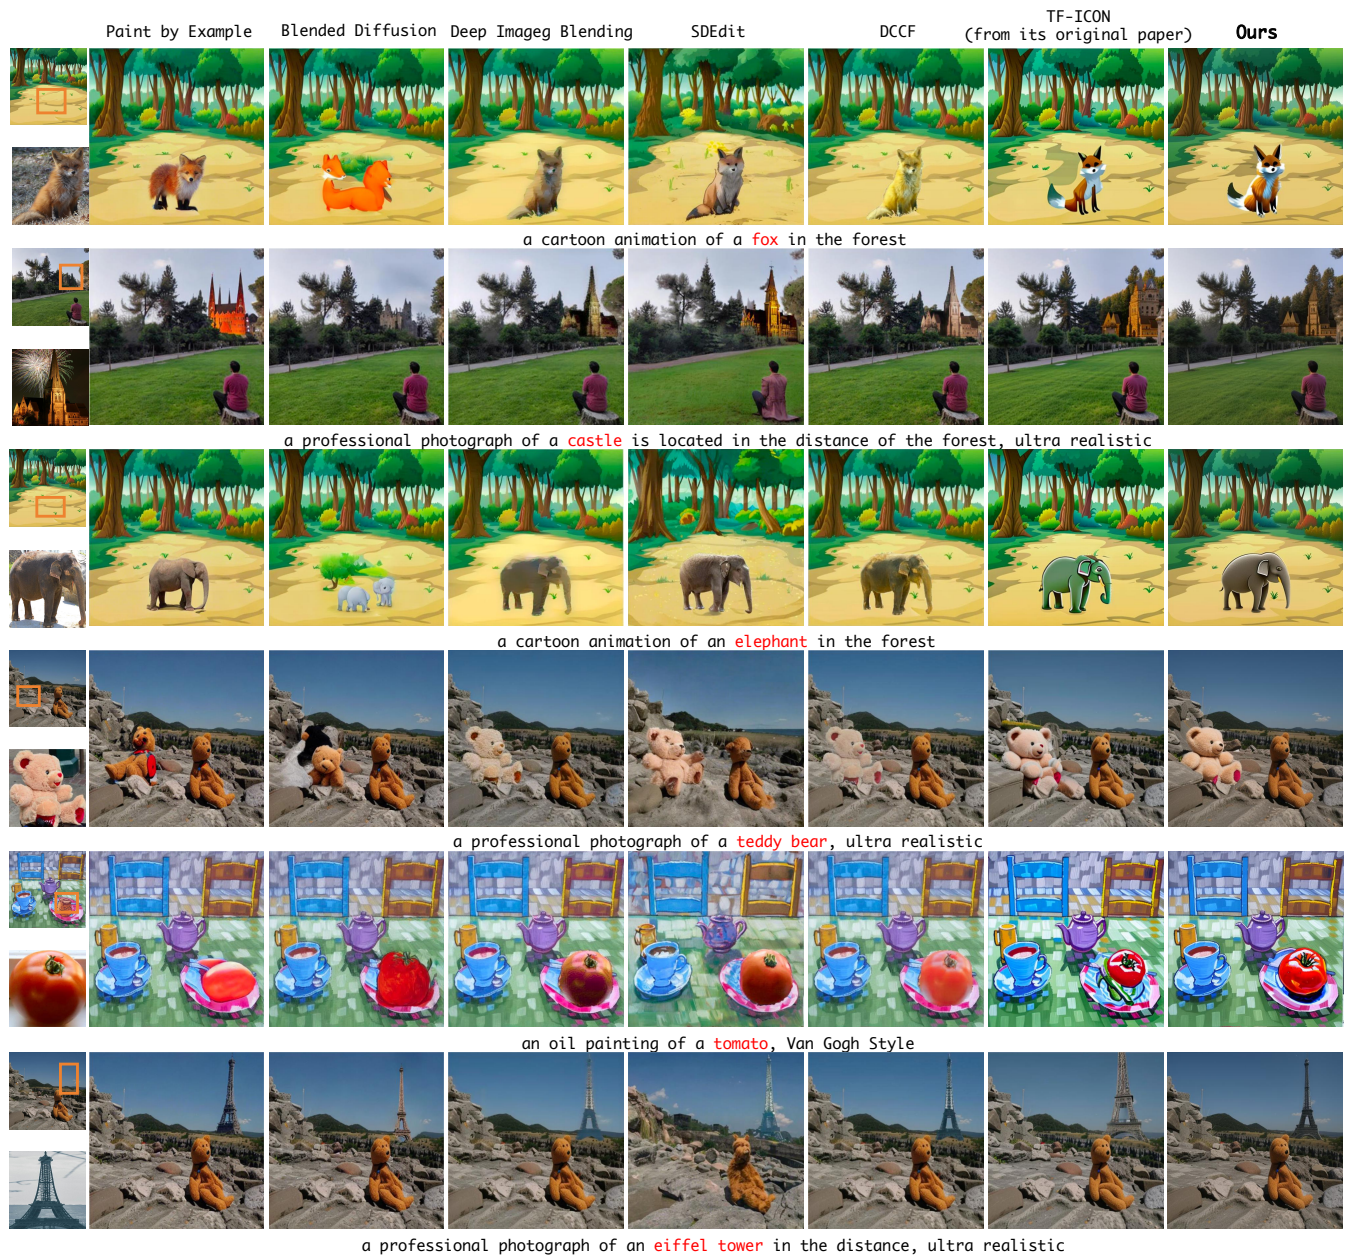 Paint by Example Blended Diffusion Deep Imageg Blending SDEdit DCCF TF-ICON (from its original paper) Ours
a cartoon animation of a fox in the forest
a professional photograph of a castle is located in the distance of the forest, ultra realistic
a cartoon animation of an elephant in the forest
a professional photograph of a teddy bear, ultra realistic
an oil painting of a tomato, Van Gogh Style
a professional photograph of an eiffel tower in the distance, ultra realistic